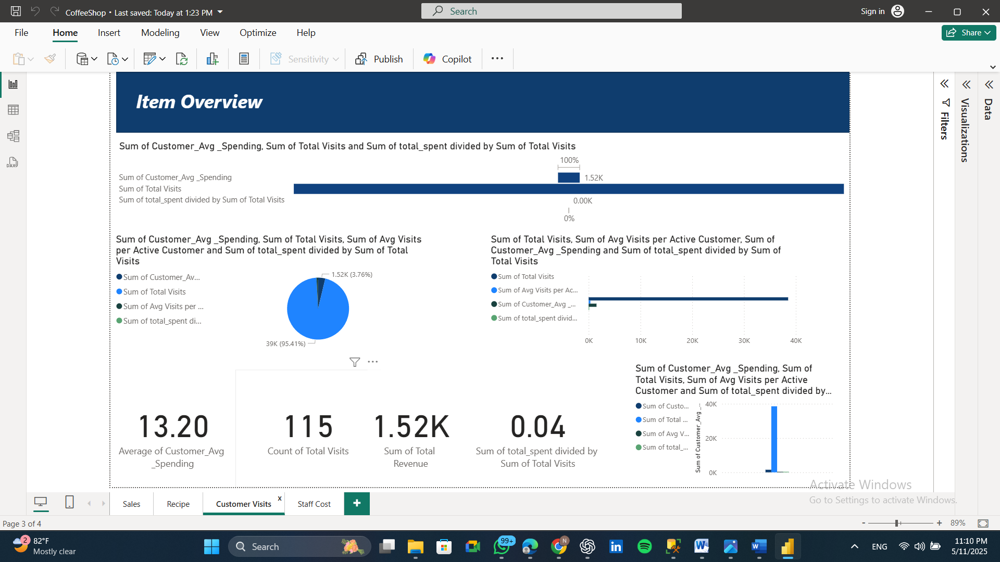 CoffeeShop • Last saved: Today at 1:23 PM
Search
Sign in
File Home Insert Modeling View Optimize Help
Share
Sensitivity
Publish
Copilot
Item Overview
Filters
Visualizations
Data
Sum of Customer_Avg _Spending, Sum of Total Visits and Sum of total_spent divided by Sum of Total Visits
100%
Sum of Customer_Avg _Spending
1.52K
Sum of Total Visits
Sum of total_spent divided by Sum of Total Visits
0.00K
0%
Sum of Customer_Avg _Spending, Sum of Total Visits, Sum of Avg Visits
per Active Customer and Sum of total_spent divided by Sum of Total
Visits
Sum of Customer_Av...
Sum of Total Visits
Sum of Avg Visits per ...
Sum of total_spent di...
1.52K (3.76%)
39K (95.41%)
Sum of Total Visits, Sum of Avg Visits per Active Customer, Sum of
Customer_Avg _Spending and Sum of total_spent divided by Sum of
Total Visits
Sum of Total Visits
Sum of Avg Visits per Ac...
Sum of Customer_Avg _...
Sum of total_spent divid...
0K 10K 20K 30K 40K
13.20
Average of Customer_Avg
_Spending
115
Count of Total Visits
1.52K
Sum of Total
Revenue
0.04
Sum of total_spent divided by
Sum of Total Visits
Sum of Customer_Avg _Spending, Sum of
Total Visits, Sum of Avg Visits per Active
Customer and Sum of total_spent divided by...
Sum of Custo...
Sum of Total ...
Sum of Avg V...
Sum of total_...
Sum of Customer_Avg _...
40K
20K
0K
Activate Windows
Go to Settings to activate Windows.
Sales
Recipe
Customer Visits
x
Staff Cost
+
Page 3 of 4
- + 89%
2
82°F
Mostly clear
Search
99+
N
ENG
11:10 PM
5/11/2025